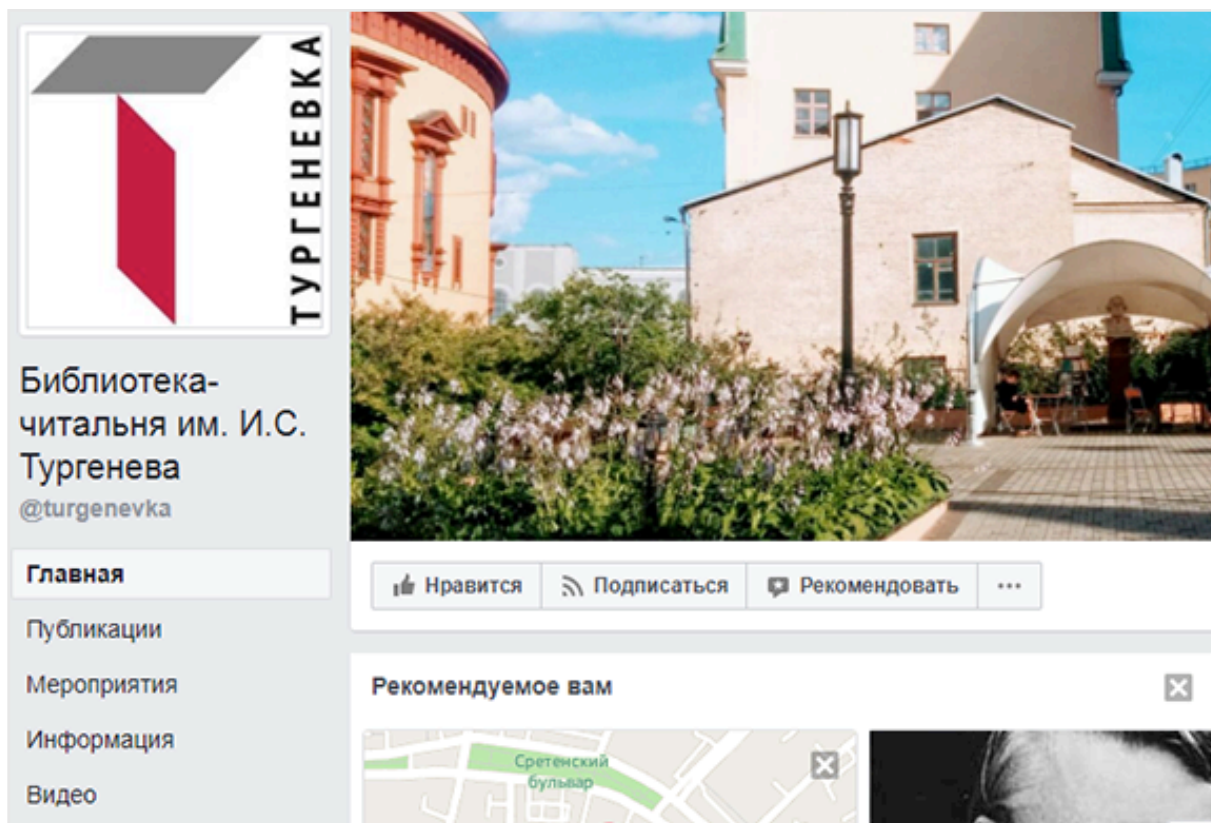 ТУРГЕНЕВКА
Библиотека-
читальня им. И.С.
Тургенева
@turgenevka
Главная
Публикации
Мероприятия
Информация
Видео
Нравится
Подписаться
Рекомендовать
Рекомендуемое вам
Сретенский
бульвар